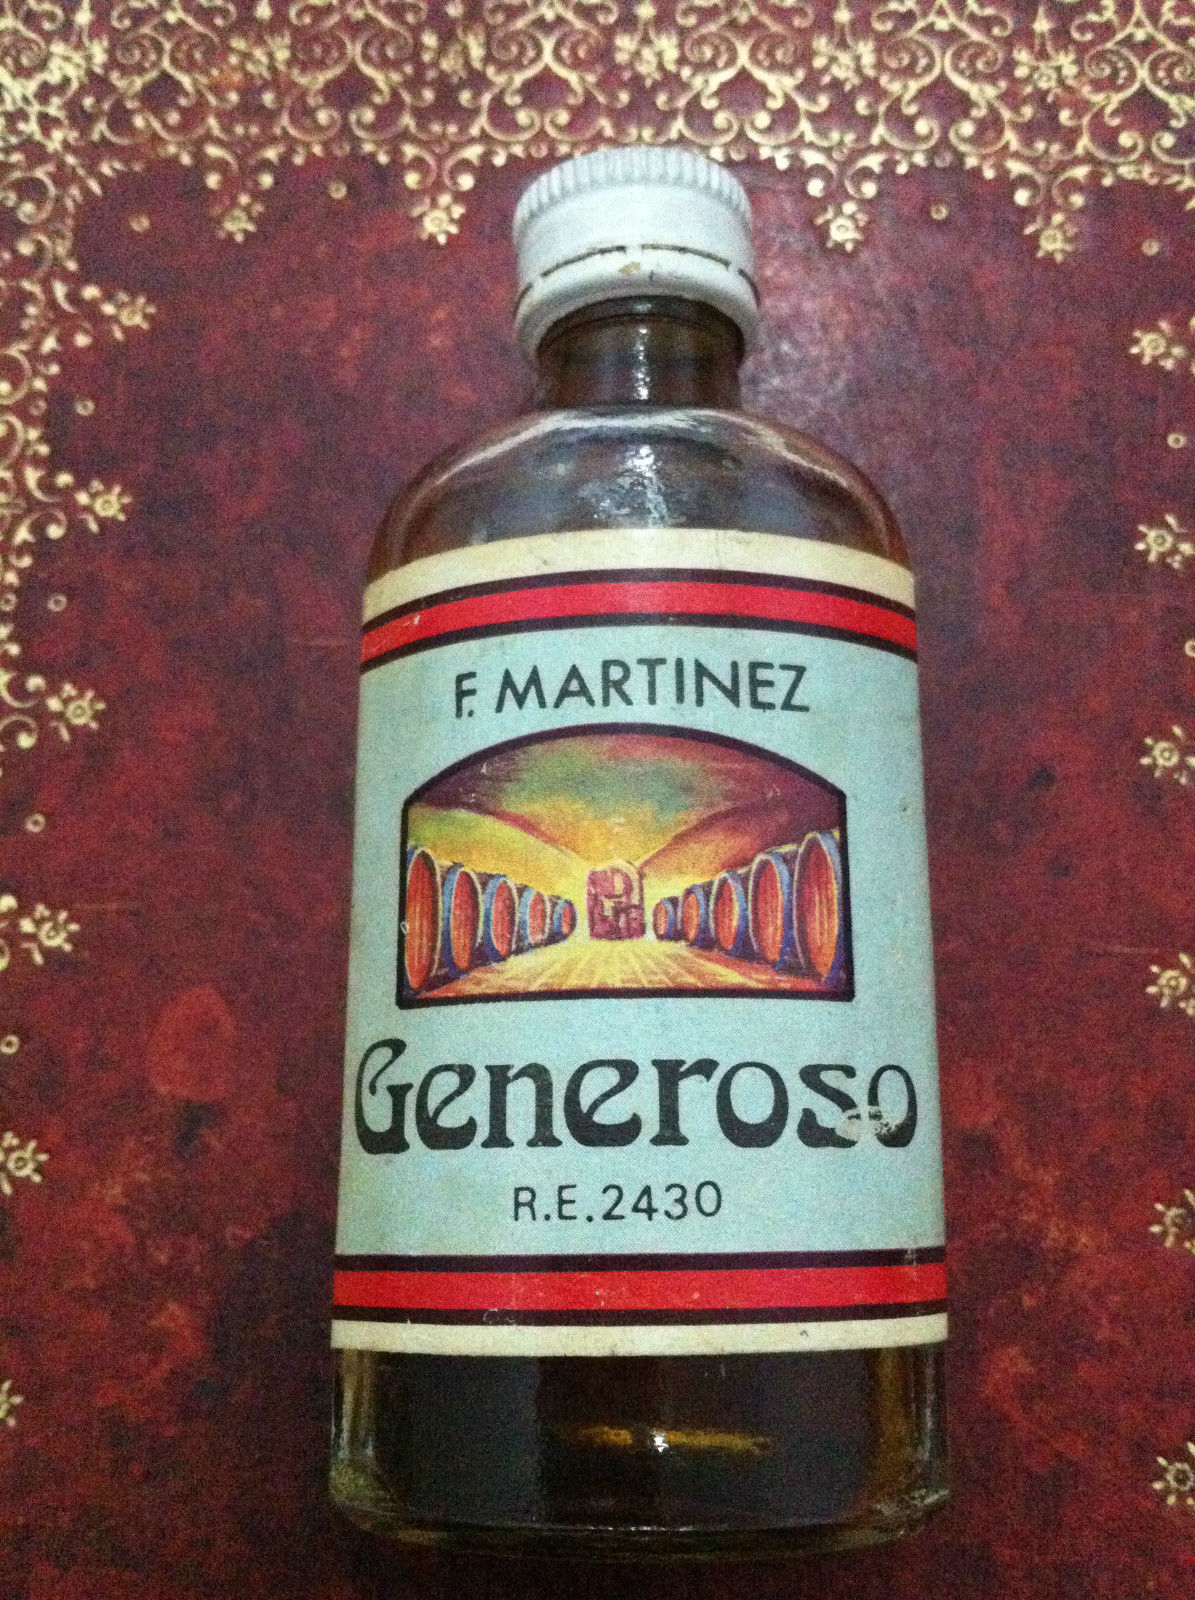 F. MARTINEZ
Generoso
R.E. 2430